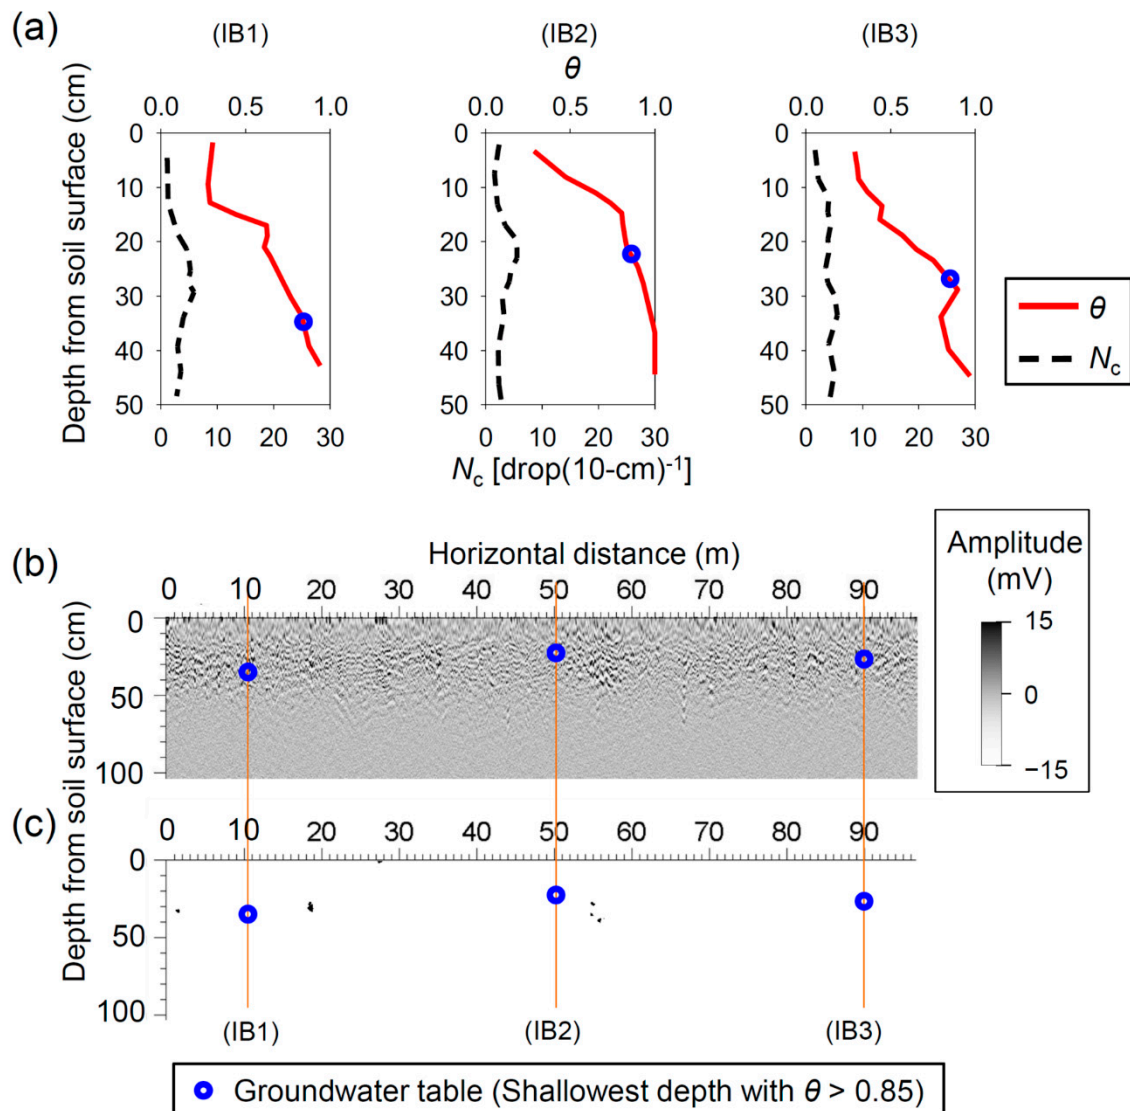 (a) (IB1) (IB2) (IB3)
θ
0.0 0.5 1.0 0.0 0.5 1.0 0.0 0.5 1.0
Depth from soil surface (cm)
0
10
20
30
40
50
0 10 20 30 0 10 20 30 0 10 20 30
N_c [drop(10-cm)⁻¹]
θ
N_c
(b) Horizontal distance (m)
0 10 20 30 40 50 60 70 80 90
Depth from soil surface (cm)
0
50
100
Amplitude
(mV)
15
0
−15
(c)
0 10 20 30 40 50 60 70 80 90
0
50
100
(IB1) (IB2) (IB3)
Groundwater table (Shallowest depth with θ > 0.85)